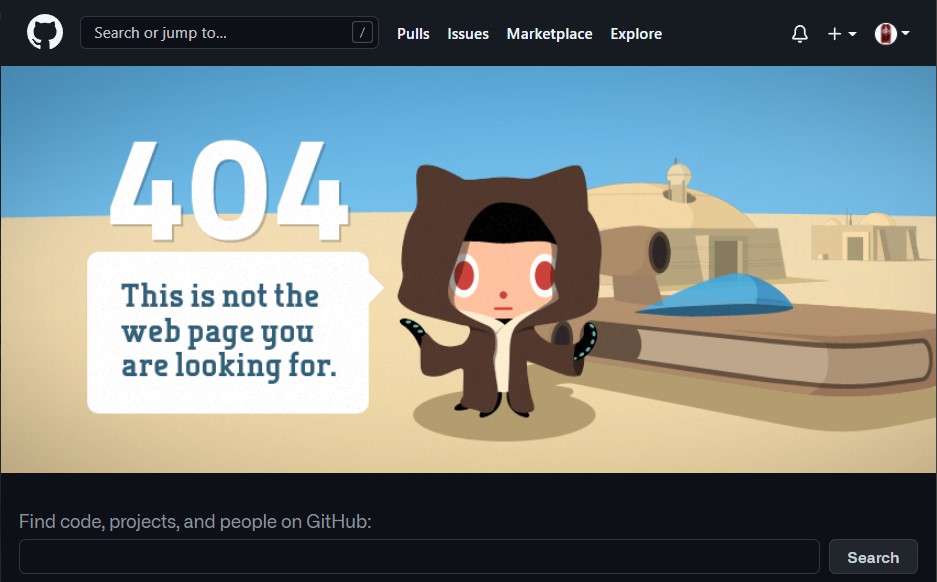 Search or jump to... / Pulls Issues Marketplace Explore
404
This is not the
web page you
are looking for.
Find code, projects, and people on GitHub:
Search